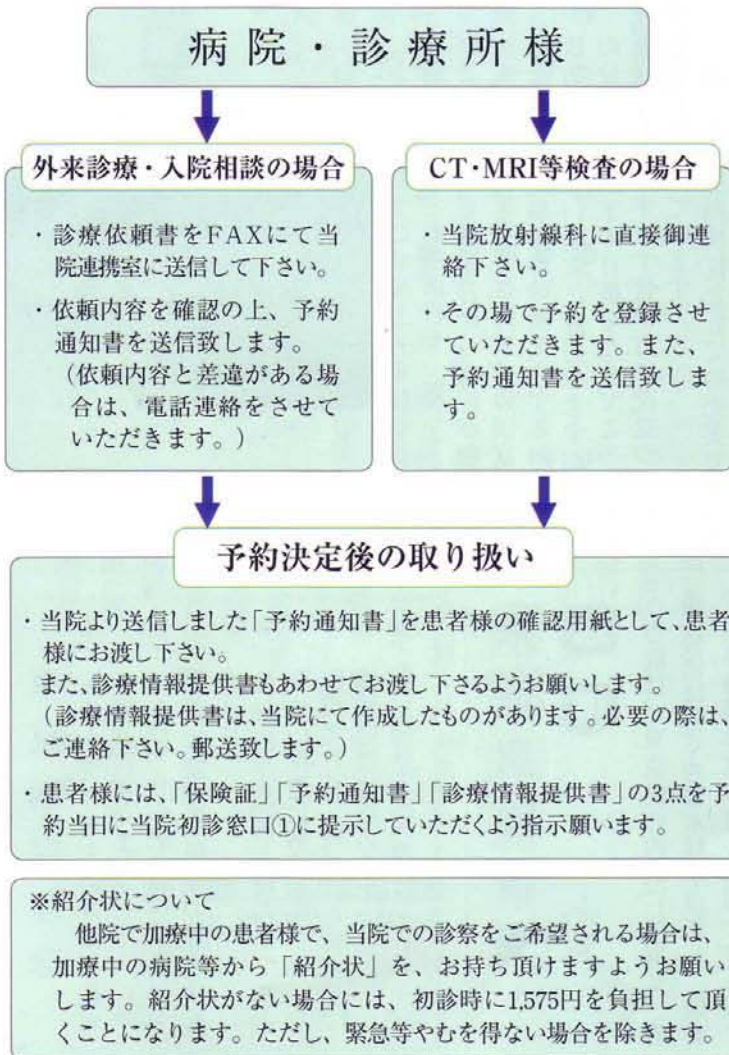 病院・診療所様
外来診療・入院相談の場合
・診療依頼書をFAXにて当
院連携室に送信して下さい。
・依頼内容を確認の上、予約
通知書を送信致します。
（依頼内容と差違がある場
合は、電話連絡をさせて
いただきます。）
CT・MRI等検査の場合
・当院放射線科に直接御連
絡下さい。
・その場で予約を登録させ
ていただきます。また、
予約通知書を送信致しま
す。
予約決定後の取り扱い
・当院より送信しました「予約通知書」を患者様の確認用紙として、患者
様にお渡し下さい。
また、診療情報提供書もあわせてお渡し下さるようお願いします。
（診療情報提供書は、当院にて作成したものがあります。必要の際は、
ご連絡下さい。郵送致します。）
・患者様には、「保険証」「予約通知書」「診療情報提供書」の3点を予
約当日に当院初診窓口①に提示していただくよう指示願います。
※紹介状について
他院で加療中の患者様で、当院での診察をご希望される場合は、
加療中の病院等から「紹介状」を、お持ち頂けますようお願い
します。紹介状がない場合には、初診時に1,575円を負担して頂
くことになります。ただし、緊急等やむを得ない場合を除きます。